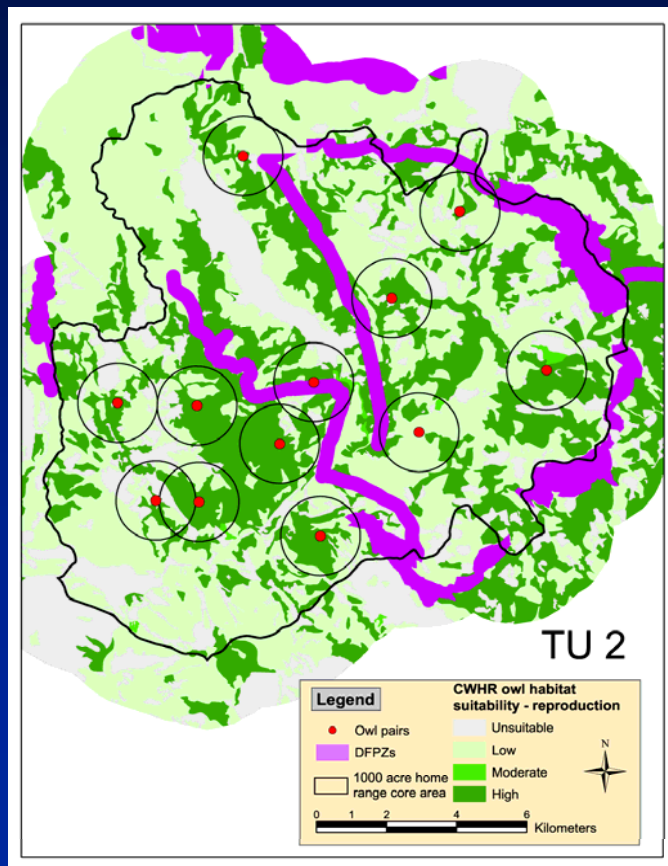 TU 2
Legend
Owl pairs
DFPZs
1000 acre home
range core area
CWHR owl habitat
suitability - reproduction
Unsuitable
Low
Moderate
High
N
0 1 2 4 6
Kilometers